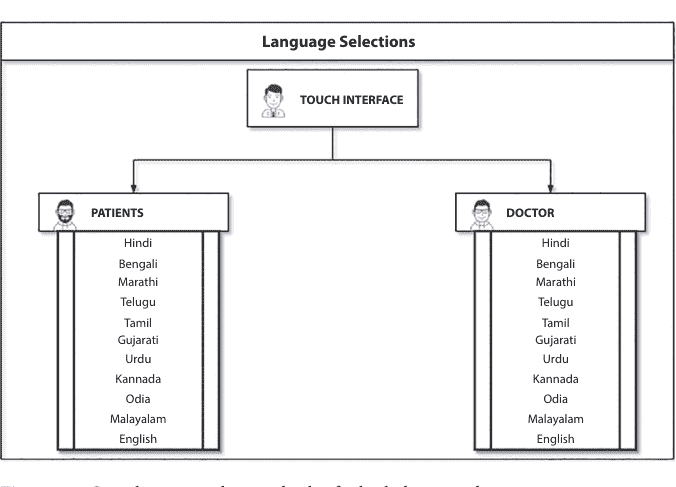 Language Selections
TOUCH INTERFACE
PATIENTS
Hindi
Bengali
Marathi
Telugu
Tamil
Gujarati
Urdu
Kannada
Odia
Malayalam
English
DOCTOR
Hindi
Bengali
Marathi
Telugu
Tamil
Gujarati
Urdu
Kannada
Odia
Malayalam
English